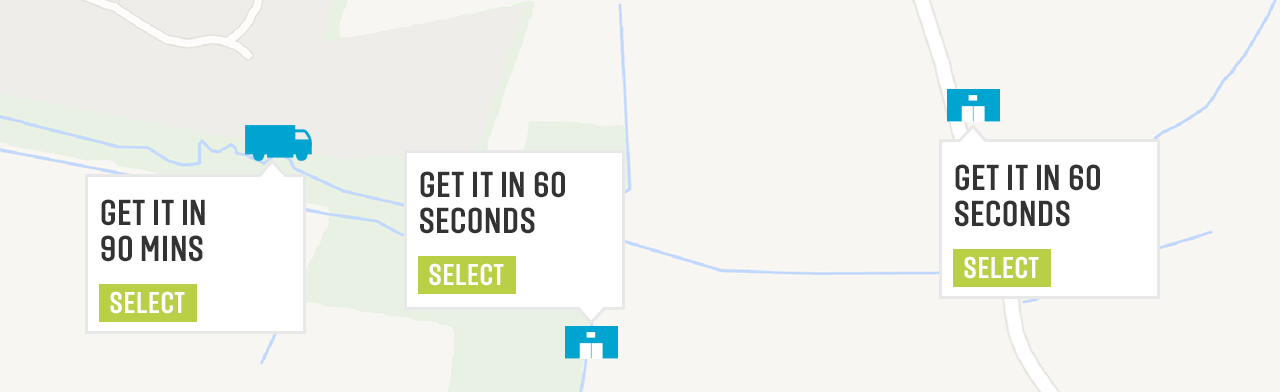 GET IT IN
90 MINS
SELECT
GET IT IN 60
SECONDS
SELECT
GET IT IN 60
SECONDS
SELECT